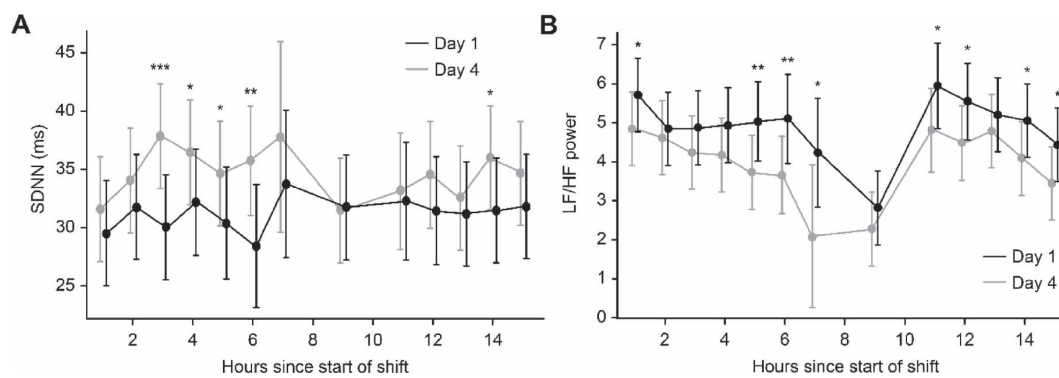 A
SDNN (ms)
45
40
35
30
25
***
*
*
**
*
Day 1
Day 4
2 4 6 8 10 12 14
Hours since start of shift
B
LF/HF power
7
6
5
4
3
2
1
0
*
**
**
*
*
*
*
*
Day 1
Day 4
0 2 4 6 8 10 12 14
Hours since start of shift